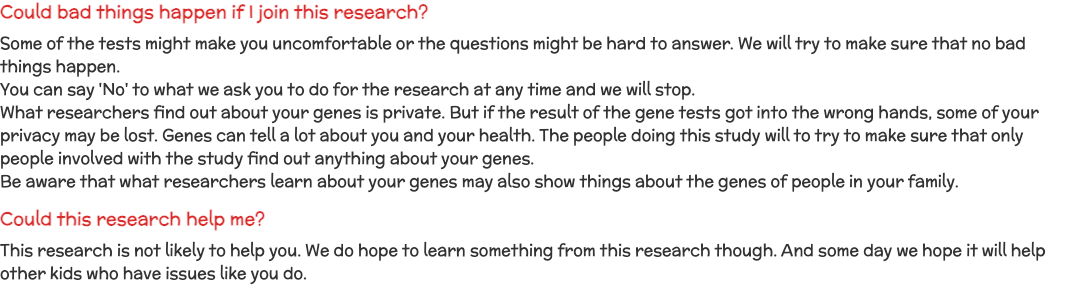 Could bad things happen if I join this research?
Some of the tests might make you uncomfortable or the questions might be hard to answer. We will try to make sure that no bad
things happen.
You can say 'No' to what we ask you to do for the research at any time and we will stop.
What researchers find out about your genes is private. But if the result of the gene tests got into the wrong hands, some of your
privacy may be lost. Genes can tell a lot about you and your health. The people doing this study will to try to make sure that only
people involved with the study find out anything about your genes.
Be aware that what researchers learn about your genes may also show things about the genes of people in your family.
Could this research help me?
This research is not likely to help you. We do hope to learn something from this research though. And some day we hope it will help
other kids who have issues like you do.